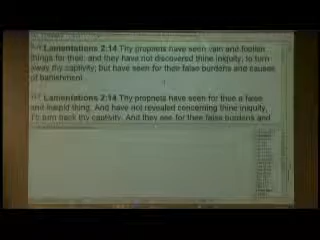 Lamentations 2:14 Thy prophets have seen vain and foolish
things for thee: and they have not discovered thine iniquity, to turn
away thy captivity; but have seen for thee false burdens and causes
of banishment.
Lamentations 2:14 Thy prophets have seen for thee a false
and insipid thing, And have not revealed concerning thine iniquity,
To turn back thy captivity, And they see for thee false burdens and